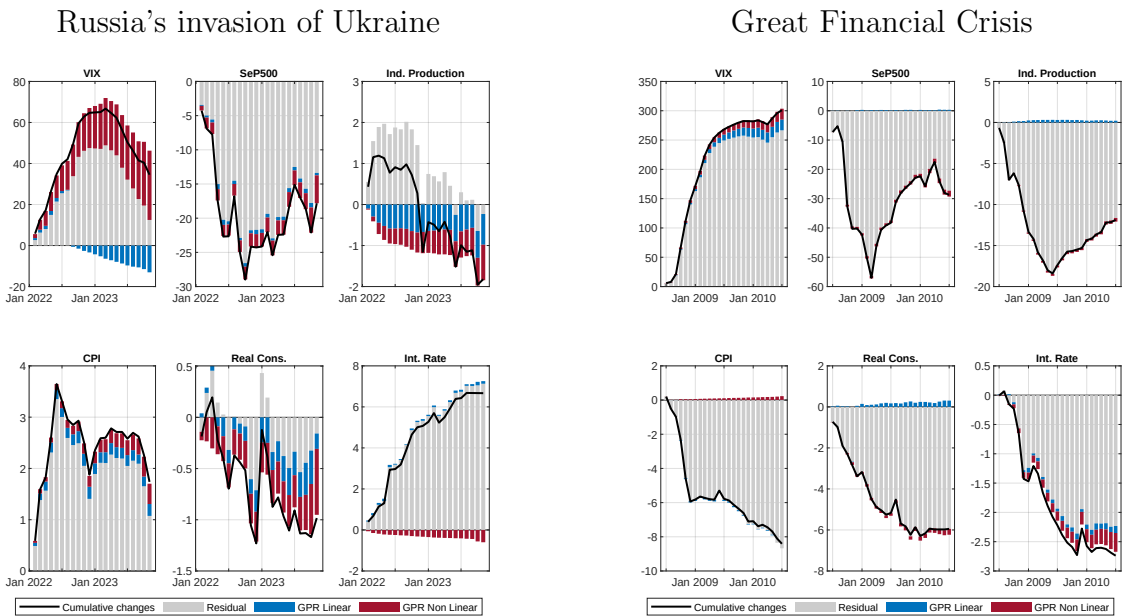 Russia's invasion of Ukraine
Great Financial Crisis
VIX
80
60
40
20
0
-20
Jan 2022
Jan 2023
SeP500
0
-5
-10
-15
-20
-25
-30
Jan 2022
Jan 2023
Ind. Production
3
2
1
0
-1
-2
Jan 2022
Jan 2023
VIX
350
300
250
200
150
100
50
0
Jan 2009
Jan 2010
SeP500
10
0
-10
-20
-30
-40
-50
-60
Jan 2009
Jan 2010
Ind. Production
5
0
-5
-10
-15
-20
Jan 2009
Jan 2010
CPI
4
3
2
1
0
Jan 2022
Jan 2023
Real Cons.
0.5
0
-0.5
-1
-1.5
Jan 2022
Jan 2023
Int. Rate
8
6
4
2
0
-2
Jan 2022
Jan 2023
CPI
2
0
-2
-4
-6
-8
-10
Jan 2009
Jan 2010
Real Cons.
2
0
-2
-4
-6
-8
Jan 2009
Jan 2010
Int. Rate
0.5
0
-0.5
-1
-1.5
-2
-2.5
-3
Jan 2009
Jan 2010
Cumulative changes Residual GPR Linear GPR Non Linear
Cumulative changes Residual GPR Linear GPR Non Linear